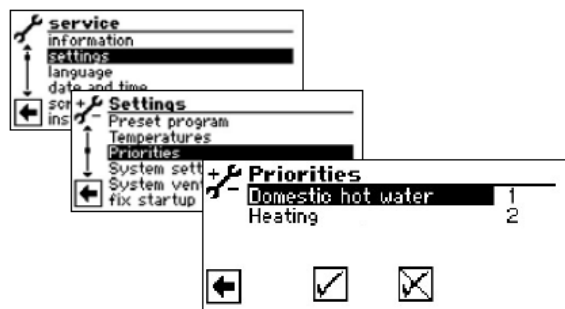 service
information
settings
language
date and time
Settings
Preset program
Temperatures
Priorities
System sett
System ven
fix startup
Priorities
Domestic hot water 1
Heating 2